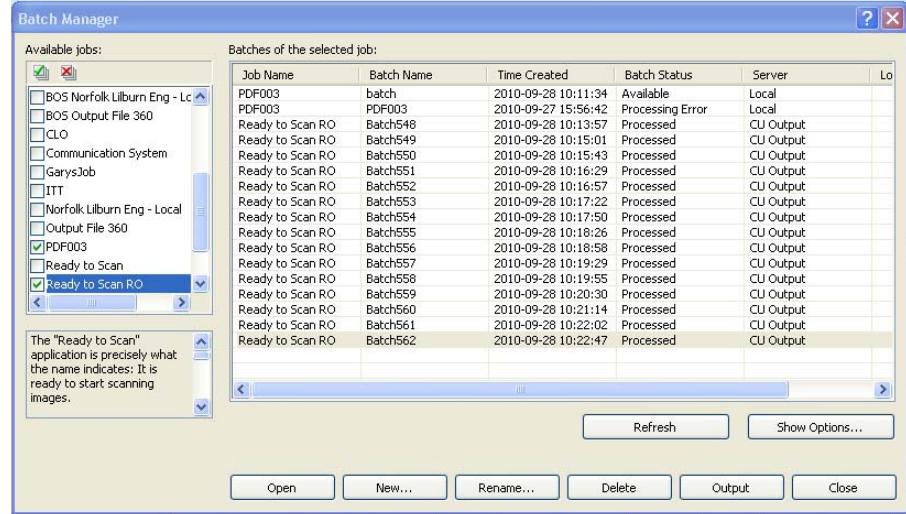 Batch Manager
Available jobs:
BOS Norfolk Lilburn Eng - Lc
BOS Output File 360
CLO
Communication System
GarysJob
ITT
Norfolk Lilburn Eng - Local
Output File 360
PDF003
Ready to Scan
Ready to Scan RO
The "Ready to Scan"
application is precisely what
the name indicates: It is
ready to start scanning
images.
Batches of the selected job:
Job Name Batch Name Time Created Batch Status Server Lo
PDF003 batch 2010-09-28 10:11:34 Available Local
PDF003 PDF003 2010-09-27 15:56:42 Processing Error Local
Ready to Scan RO Batch548 2010-09-28 10:13:57 Processed CU Output
Ready to Scan RO Batch549 2010-09-28 10:15:01 Processed CU Output
Ready to Scan RO Batch550 2010-09-28 10:15:43 Processed CU Output
Ready to Scan RO Batch551 2010-09-28 10:16:29 Processed CU Output
Ready to Scan RO Batch552 2010-09-28 10:16:57 Processed CU Output
Ready to Scan RO Batch553 2010-09-28 10:17:22 Processed CU Output
Ready to Scan RO Batch554 2010-09-28 10:17:50 Processed CU Output
Ready to Scan RO Batch555 2010-09-28 10:18:26 Processed CU Output
Ready to Scan RO Batch556 2010-09-28 10:18:58 Processed CU Output
Ready to Scan RO Batch557 2010-09-28 10:19:29 Processed CU Output
Ready to Scan RO Batch558 2010-09-28 10:19:55 Processed CU Output
Ready to Scan RO Batch559 2010-09-28 10:20:30 Processed CU Output
Ready to Scan RO Batch560 2010-09-28 10:21:14 Processed CU Output
Ready to Scan RO Batch561 2010-09-28 10:22:02 Processed CU Output
Ready to Scan RO Batch562 2010-09-28 10:22:47 Processed CU Output
Refresh Show Options...
Open New... Rename... Delete Output Close